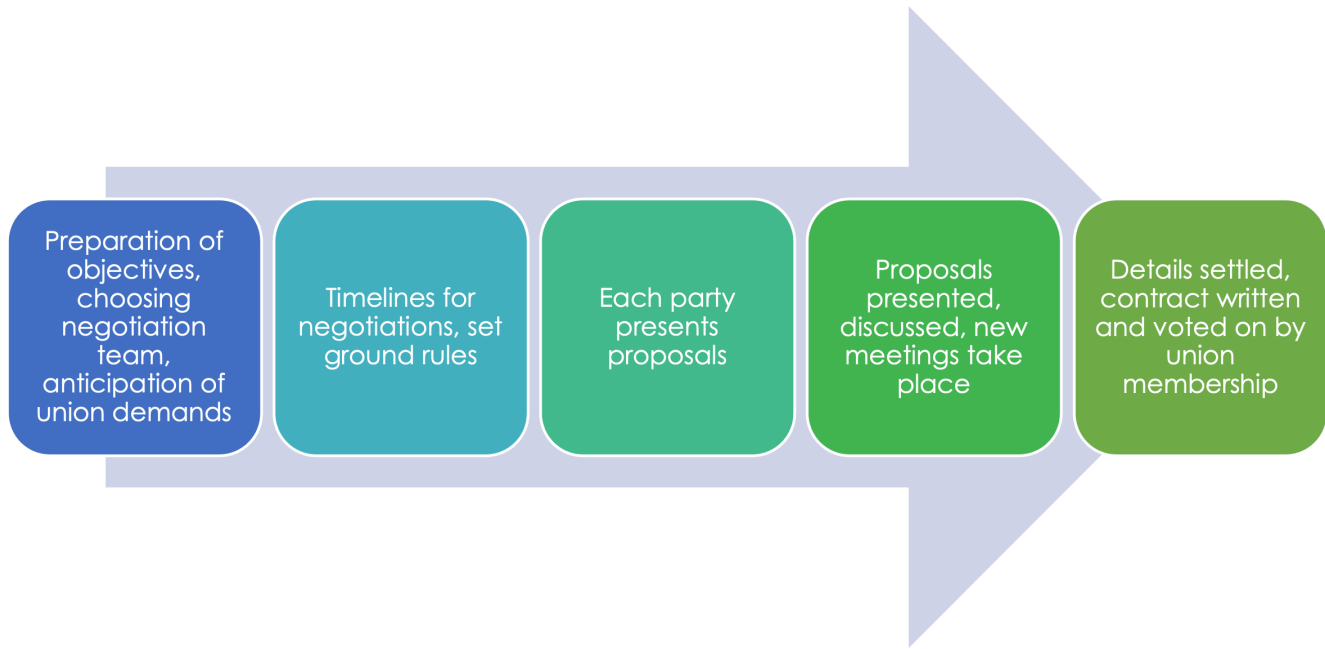 Preparation of
objectives,
choosing
negotiation
team,
anticipation of
union demands
Timelines for
negotiations, set
ground rules
Each party
presents
proposals
Proposals
presented,
discussed, new
meetings take
place
Details settled,
contract written
and voted on by
union
membership